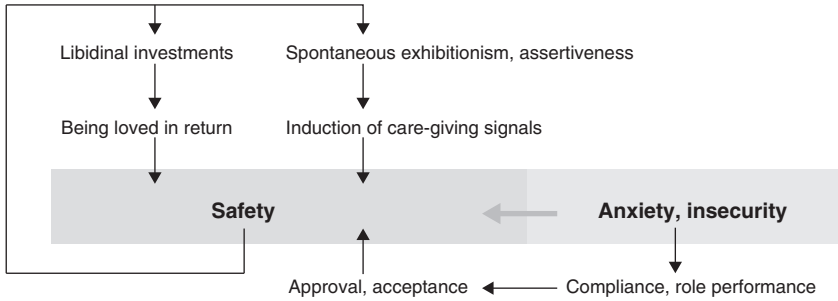 Libidinal investments
Spontaneous exhibitionism, assertiveness
Being loved in return
Induction of care-giving signals
Safety
Anxiety, insecurity
Approval, acceptance
Compliance, role performance